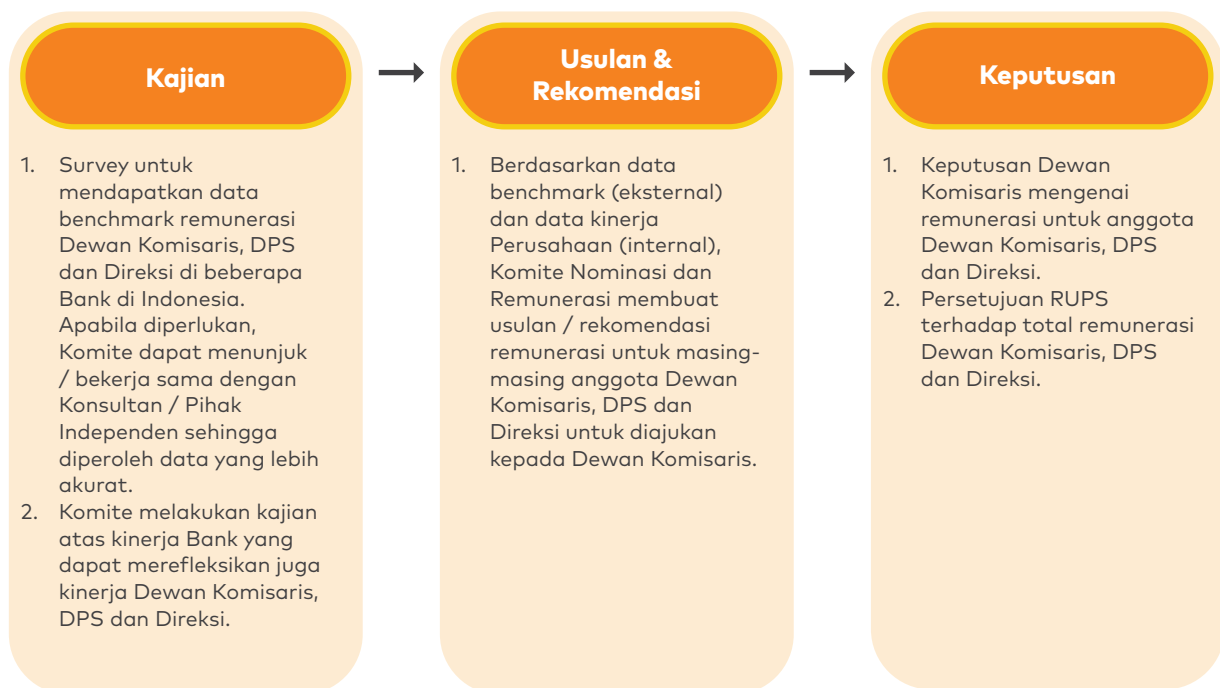 Kajian
1. Survey untuk
mendapatkan data
benchmark remunerasi
Dewan Komisaris, DPS
dan Direksi di beberapa
Bank di Indonesia.
Apabila diperlukan,
Komite dapat menunjuk
/ bekerja sama dengan
Konsultan / Pihak
Independen sehingga
diperoleh data yang lebih
akurat.
2. Komite melakukan kajian
atas kinerja Bank yang
dapat merefleksikan juga
kinerja Dewan Komisaris,
DPS dan Direksi.
Usulan &
Rekomendasi
1. Berdasarkan data
benchmark (eksternal)
dan data kinerja
Perusahaan (internal),
Komite Nominasi dan
Remunerasi membuat
usulan / rekomendasi
remunerasi untuk masing-
masing anggota Dewan
Komisaris, DPS dan
Direksi untuk diajukan
kepada Dewan Komisaris.
Keputusan
1. Keputusan Dewan
Komisaris mengenai
remunerasi untuk anggota
Dewan Komisaris, DPS
dan Direksi.
2. Persetujuan RUPS
terhadap total remunerasi
Dewan Komisaris, DPS
dan Direksi.